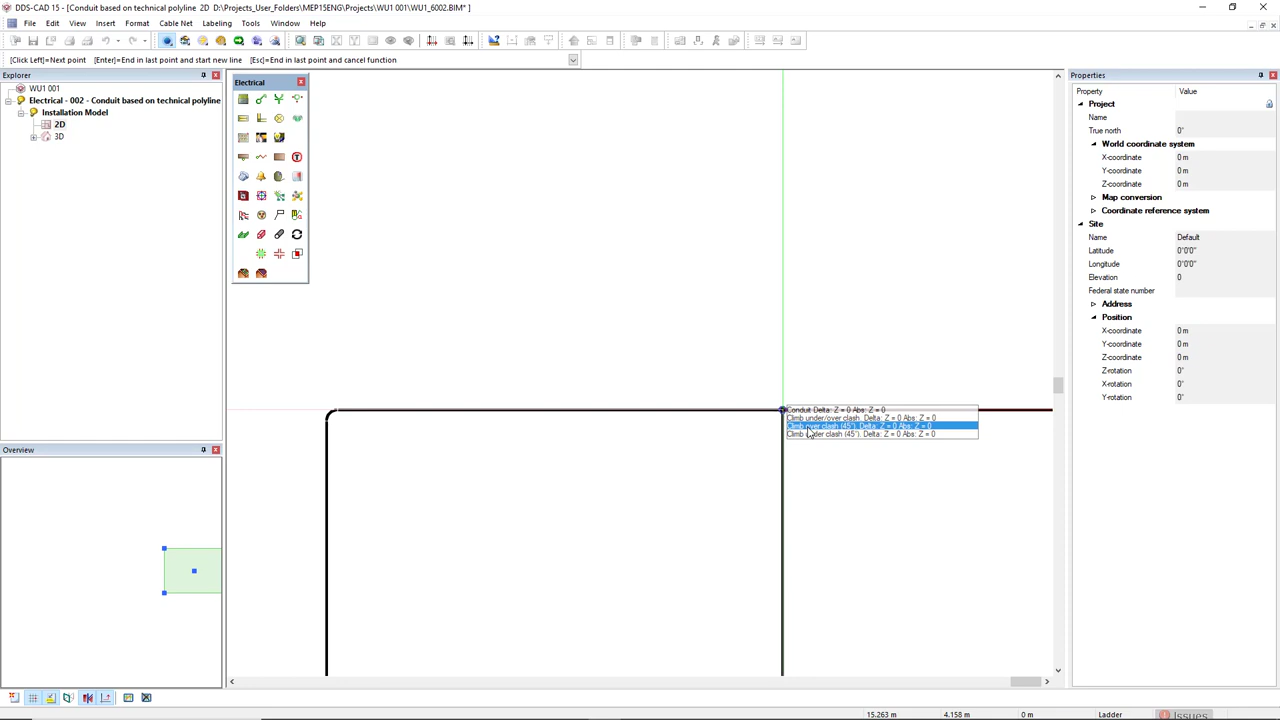 DDS-CAD 15 - [Conduit based on technical polyline  2D  D:\Projects_User_Folders\MEP15ENG\Projects\WU1 001\WU1_6002.BIM* ]
File Edit View Insert Format Cable Net Labeling Tools Window Help
[Click Left]=Next point [Enter]=End in last point and start new line [Esc]=End in last point and cancel function
Explorer
WU1 001
Electrical - 002 - Conduit based on technical polyline
Installation Model
2D
3D
Electrical
Conduit Delta: Z = 0 Abs: Z = 0
Climb under/over clash. Delta: Z = 0 Abs: Z = 0
Climb over clash (45°). Delta: Z = 0 Abs: Z = 0
Climb under clash (45°). Delta: Z = 0 Abs: Z = 0
Properties
Property Value
Project
Name
True north 0°
World coordinate system
X-coordinate 0 m
Y-coordinate 0 m
Z-coordinate 0 m
Map conversion
Coordinate reference system
Site
Name Default
Latitude 0°0'0"
Longitude 0°0'0"
Elevation 0
Federal state number
Address
Position
X-coordinate 0 m
Y-coordinate 0 m
Z-coordinate 0 m
Z-rotation 0°
X-rotation 0°
Y-rotation 0°
Overview
15.263 m 4.158 m 0 m Ladder Issues